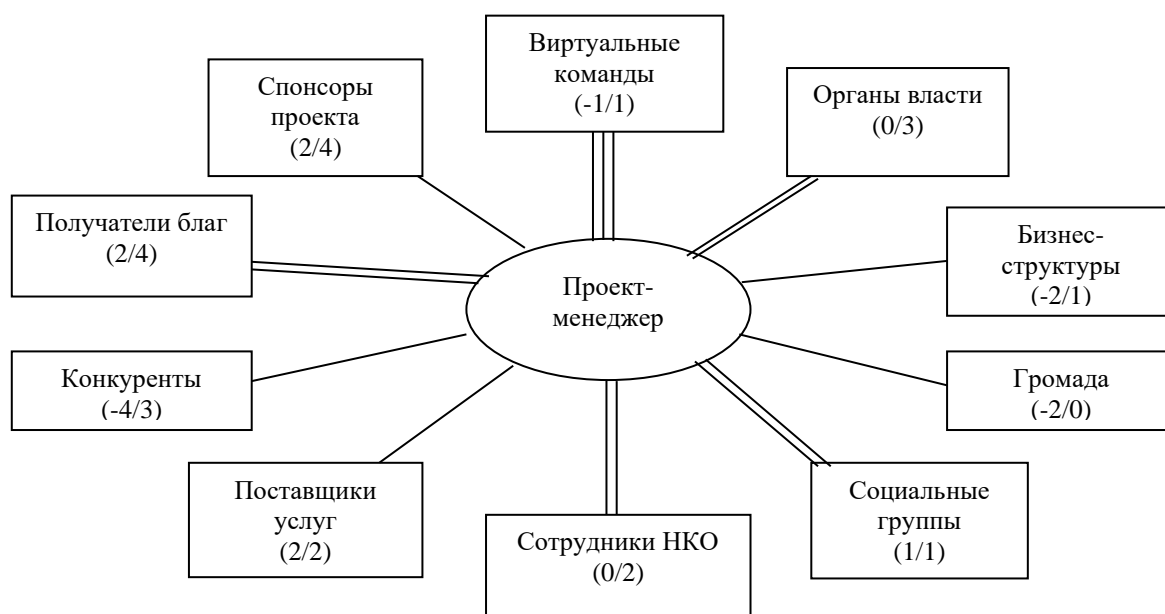 Виртуальные
команды
(-1/1)
Спонсоры
проекта
(2/4)
Органы власти
(0/3)
Получатели благ
(2/4)
Бизнес-
структуры
(-2/1)
Проект-
менеджер
Конкуренты
(-4/3)
Громада
(-2/0)
Поставщики
услуг
(2/2)
Сотрудники НКО
(0/2)
Социальные
группы
(1/1)